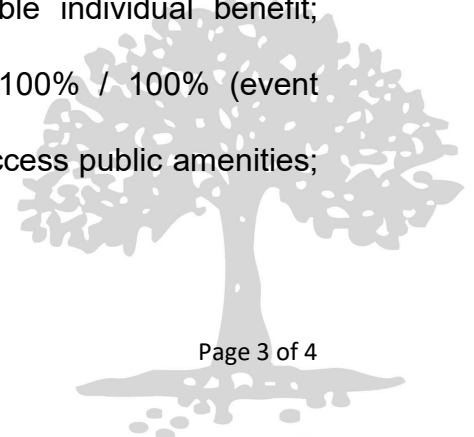 ble individual benefit;
100% / 100% (event
ccess public amenities;
Page 3 of 4